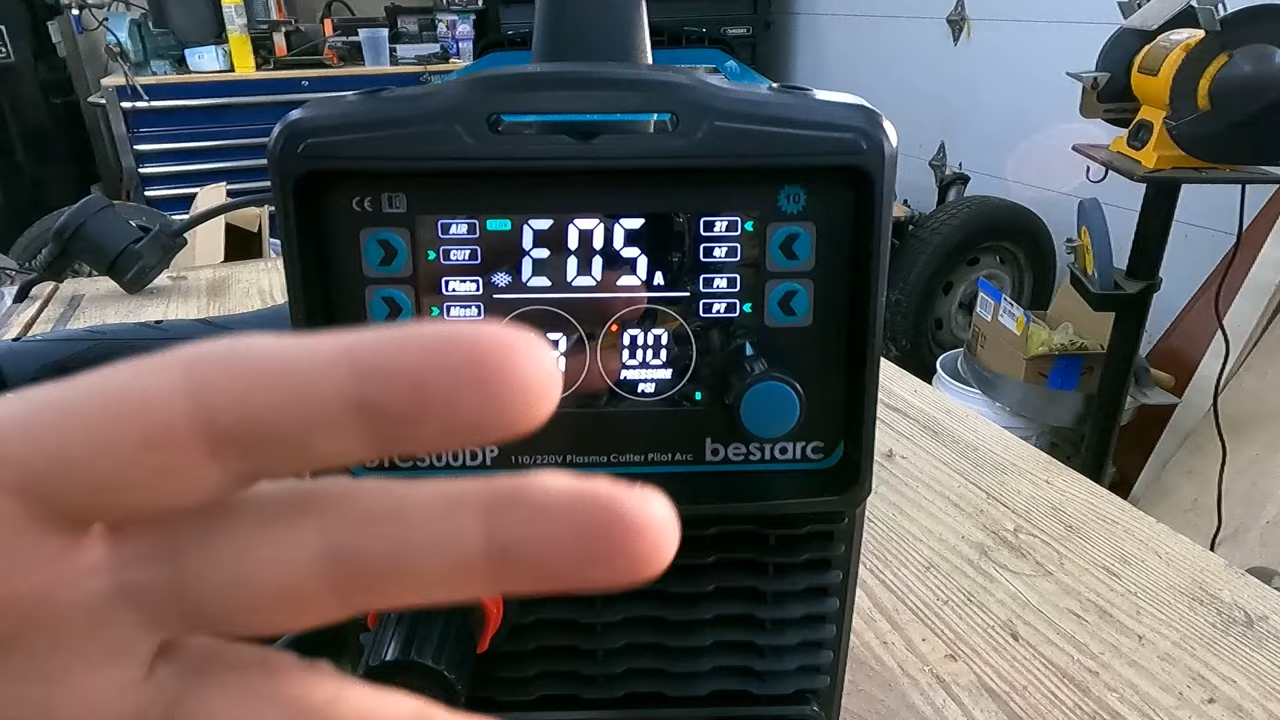 CE
AIR
CUT
Plate
Mesh
E05
A
2T
4T
PA
PT
00
PRESSURE
PSI
110/220V Plasma Cutter Pilot Arc
bestarc